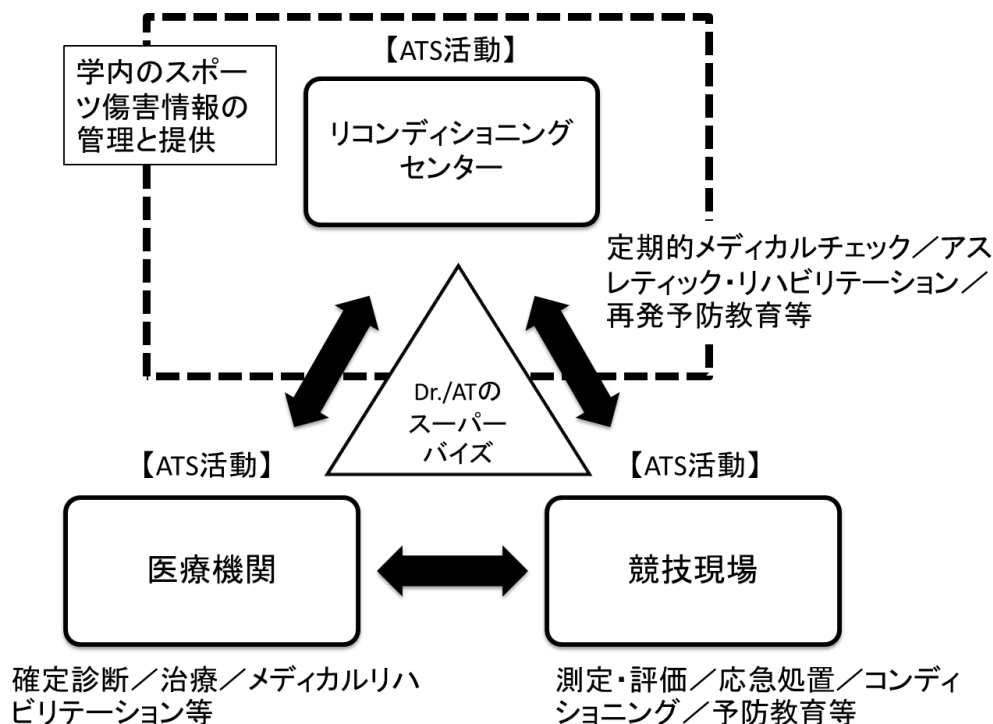 【ATS活動】
学内のスポー
ツ傷害情報の
管理と提供
リコンディショニング
センター
定期的メディカルチェック／アス
レティック・リハビリテーション／
再発予防教育等
Dr./ATの
スーパー
バイズ
【ATS活動】
【ATS活動】
医療機関
競技現場
確定診断／治療／メディカルリハ
ビリテーション等
測定・評価／応急処置／コンディ
ショニング／予防教育等